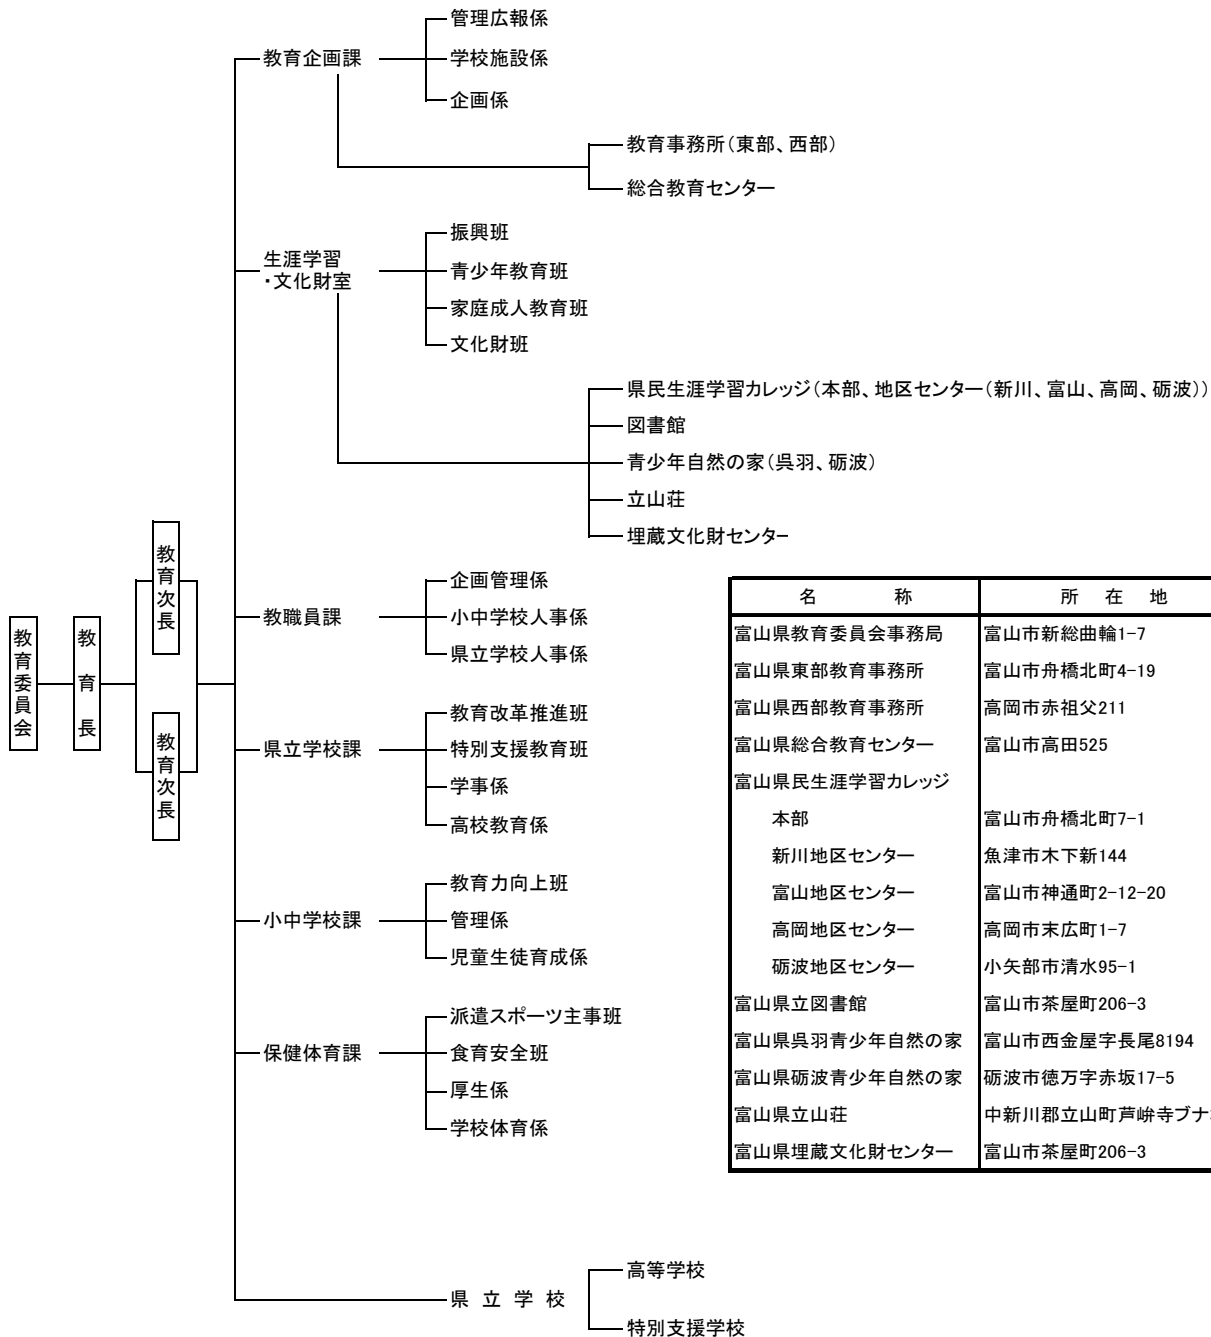 教育委員会
教育長
教育次長
教育次長
教育企画課
管理広報係
学校施設係
企画係
教育事務所(東部、西部)
総合教育センター
生涯学習
・文化財室
振興班
青少年教育班
家庭成人教育班
文化財班
県民生涯学習カレッジ(本部、地区センター(新川、富山、高岡、砺波))
図書館
青少年自然の家(呉羽、砺波)
立山荘
埋蔵文化財センター
教職員課
企画管理係
小中学校人事係
県立学校人事係
県立学校課
教育改革推進班
特別支援教育班
学事係
高校教育係
小中学校課
教育力向上班
管理係
児童生徒育成係
保健体育課
派遣スポーツ主事班
食育安全班
厚生係
学校体育係
県立学校
高等学校
特別支援学校
名称 所在地
富山県教育委員会事務局 富山市新総曲輪1-7
富山県東部教育事務所 富山市舟橋北町4-19
富山県西部教育事務所 高岡市赤祖父211
富山県総合教育センター 富山市高田525
富山県民生涯学習カレッジ
本部 富山市舟橋北町7-1
新川地区センター 魚津市木下新144
富山地区センター 富山市神通町2-12-20
高岡地区センター 高岡市末広町1-7
砺波地区センター 小矢部市清水95-1
富山県立図書館 富山市茶屋町206-3
富山県呉羽青少年自然の家 富山市西金屋字長尾8194
富山県砺波青少年自然の家 砺波市徳万字赤坂17-5
富山県立山荘 中新川郡立山町芦峅寺ブナ
富山県埋蔵文化財センター 富山市茶屋町206-3